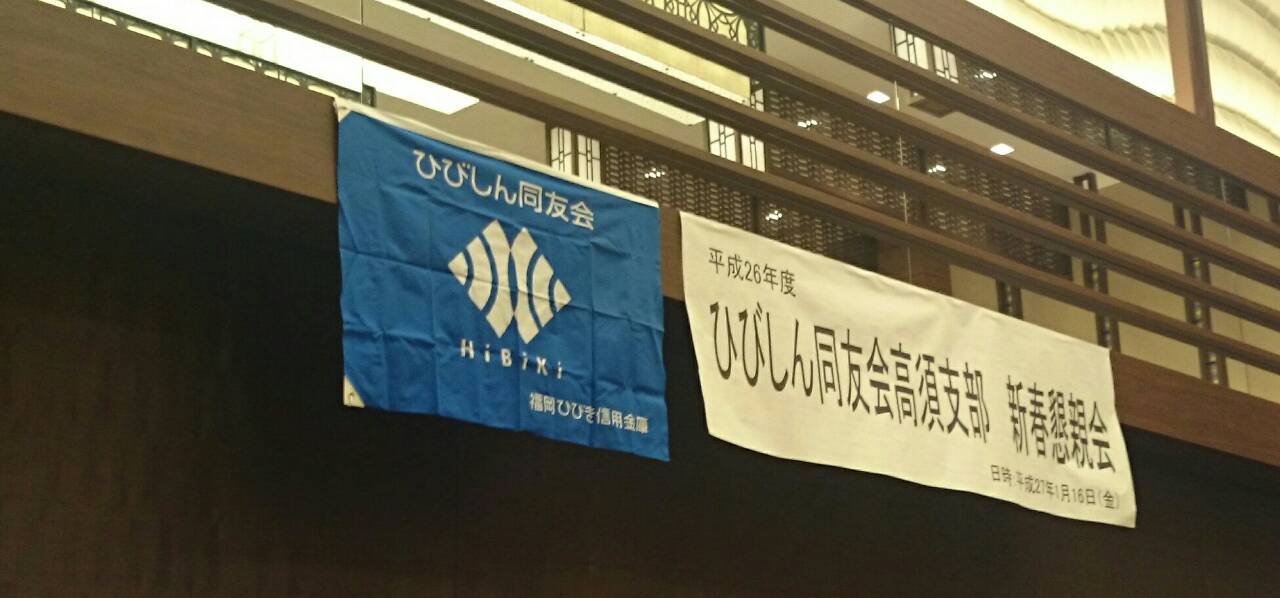 ひびしん同友会
HiBiKi
福岡ひびき信用金庫
平成26年度
ひびしん同友会高須支部　新春懇親会
日時:平成27年1月16日(金)